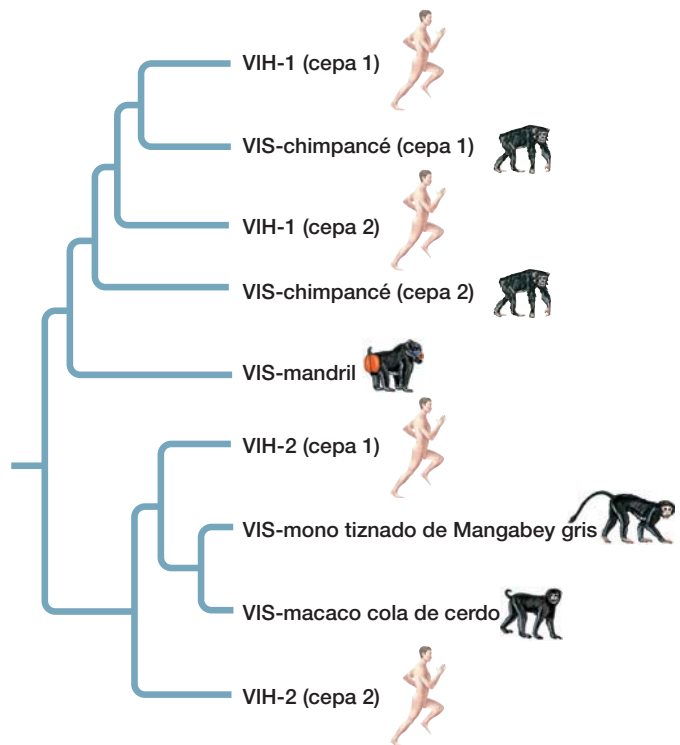 VIH-1 (cepa 1)
VIS-chimpancé (cepa 1)
VIH-1 (cepa 2)
VIS-chimpancé (cepa 2)
VIS-mandril
VIH-2 (cepa 1)
VIS-mono tiznado de Mangabey gris
VIS-macaco cola de cerdo
VIH-2 (cepa 2)